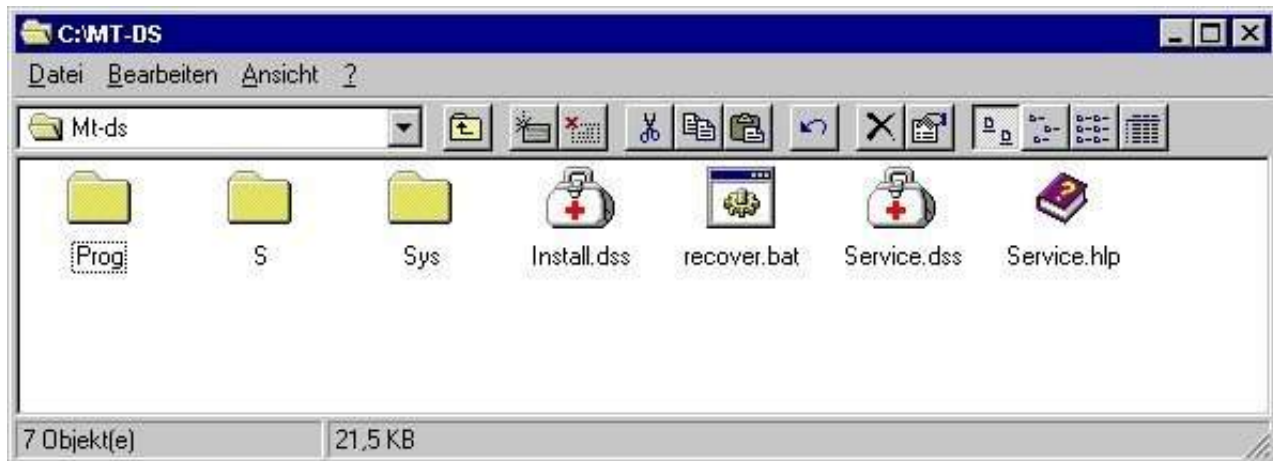 C:\MT-DS
Datei Bearbeiten Ansicht ?
Mt-ds
Prog S Sys Install.dss recover.bat Service.dss Service.hlp
7 Objekt(e) 21,5 KB